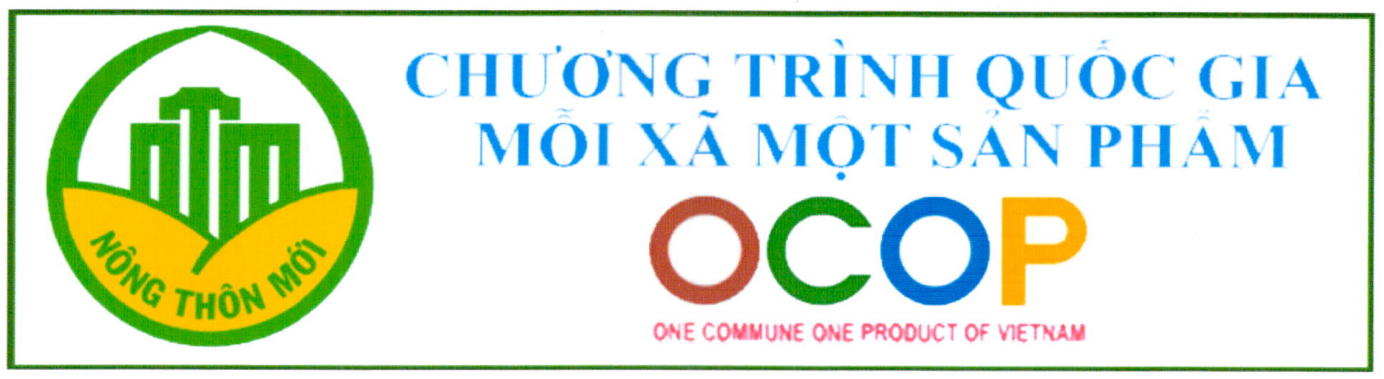 CHƯƠNG TRÌNH QUỐC GIA
MỖI XÃ MỘT SẢN PHẨM
OCOP
ONE COMMUNE ONE PRODUCT OF VIETNAM
nTm
NÔNG THÔN MỚI